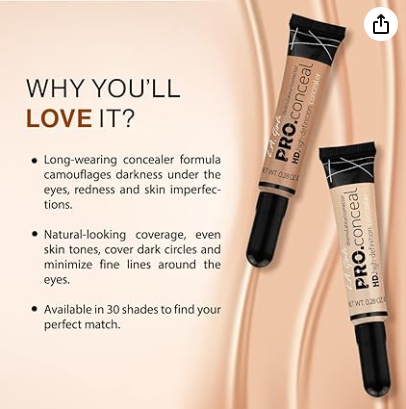 WHY YOU'LL
LOVE IT?
• Long-wearing concealer formula
camouflages darkness under the
eyes, redness and skin imperfec-
tions.
• Natural-looking coverage, even
skin tones, cover dark circles and
minimize fine lines around the
eyes.
• Available in 30 shades to find your
perfect match.
L.A. Girl
PRO.conceal
HD.high-definition concealer
NET WT. 0.28 OZ
L.A. Girl
PRO.conceal
HD.high-definition
NET WT. 0.28 OZ